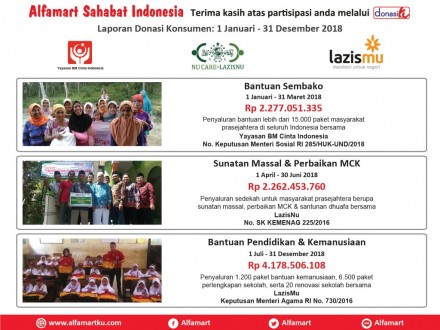 Alfamart Sahabat Indonesia Terima kasih atas partisipasi anda melalui donasiku
Laporan Donasi Konsumen: 1 Januari - 31 Desember 2018
Yayasan BM Cinta Indonesia
NU CARE-LAZISNU
lazismu
memberi untuk negeri
Bantuan Sembako
1 Januari - 31 Maret 2018
Rp 2.277.051.335
Penyaluran bantuan lebih dari 15.000 paket masyarakat
prasejahtera di seluruh Indonesia bersama
Yayasan BM Cinta Indonesia
No. Keputusan Menteri Sosial RI 285/HUK-UND/2018
Sunatan Massal & Perbaikan MCK
1 April - 30 Juni 2018
Rp 2.262.453.760
Penyaluran sedekah untuk masyarakat prasejahtera berupa
sunatan massal, perbaikan MCK & santunan dhuafa bersama
LazisNu
No. SK KEMENAG 225/2016
Bantuan Pendidikan & Kemanusiaan
1 Juli - 31 Desember 2018
Rp 4.178.506.108
Penyaluran 1.200 paket bantuan kemanusiaan, 6.500 paket
perlengkapan sekolah, serta 20 renovasi sekolah bersama
LazisMu
Keputusan Menteri Agama RI No. 730/2016
www.alfamartku.com Alfamart Alfamart Alfamart